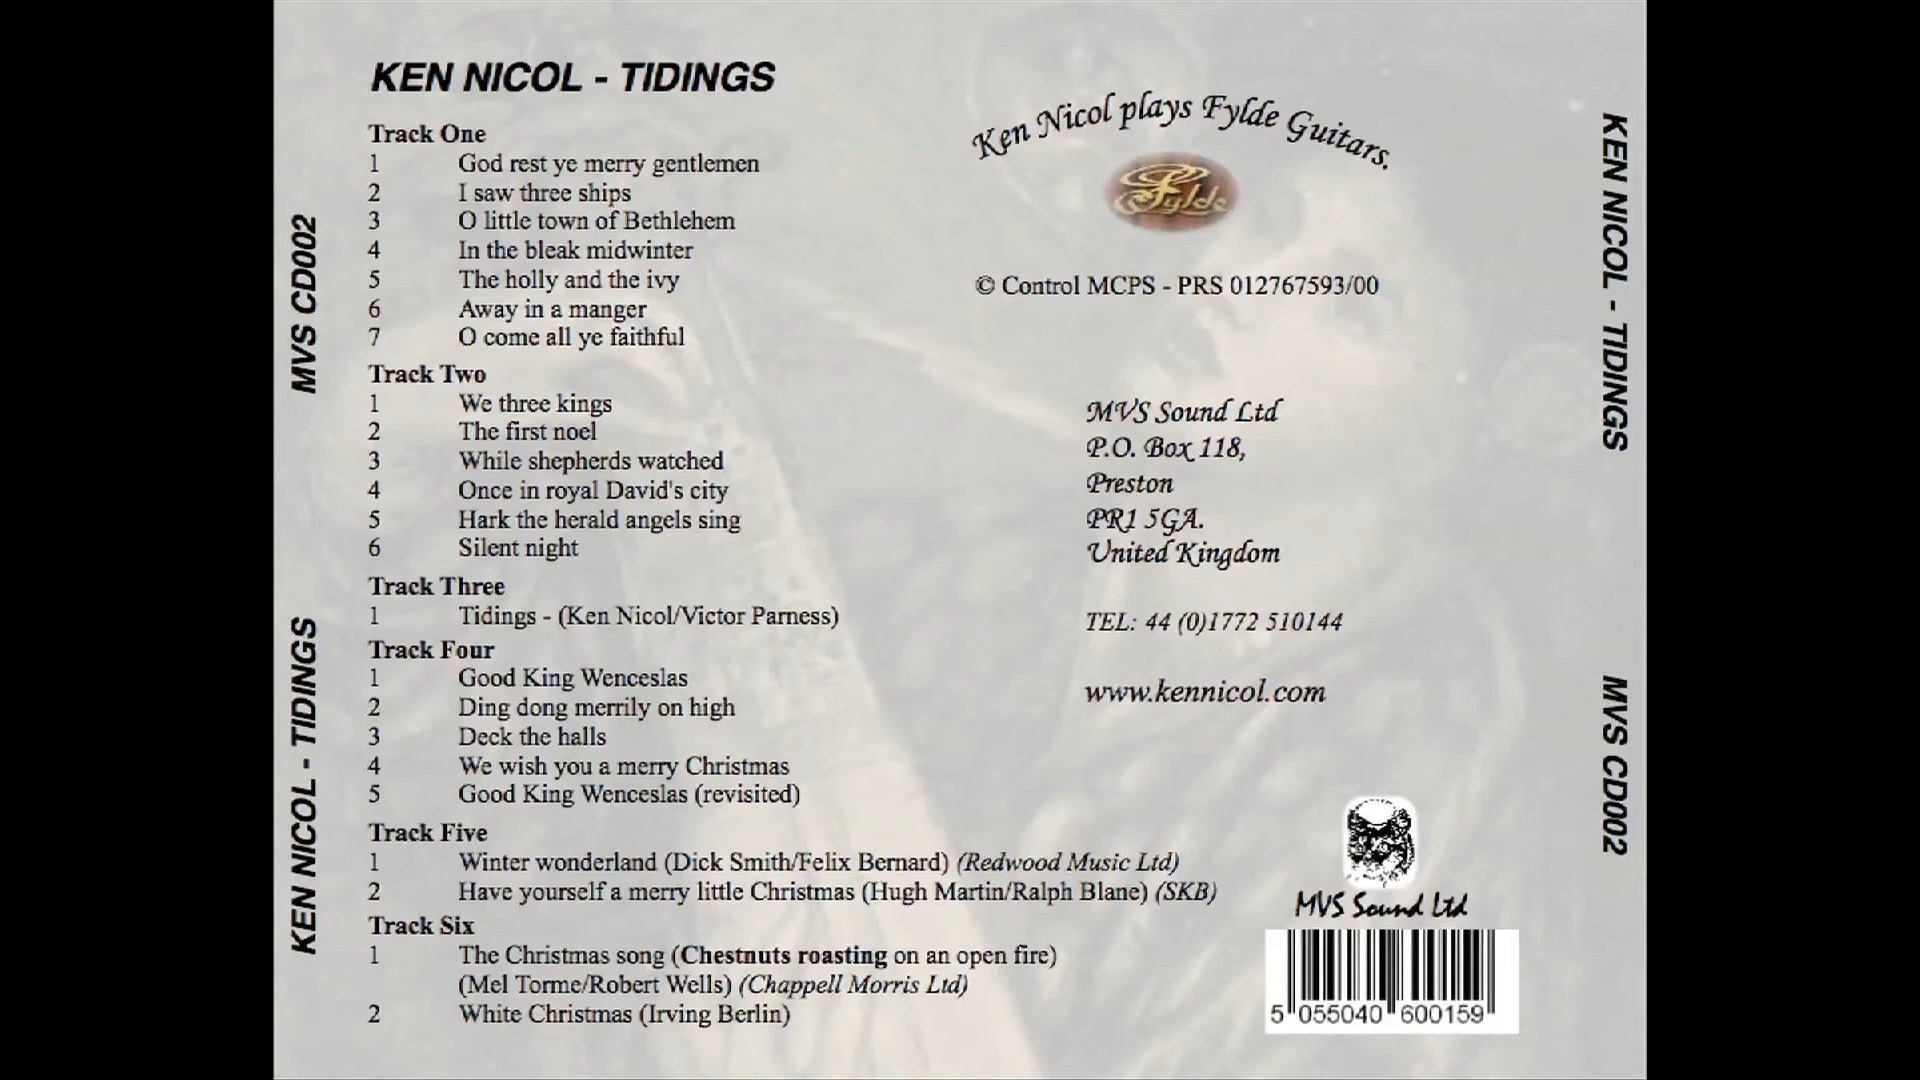 KEN NICOL - TIDINGS
Track One
1 God rest ye merry gentlemen
2 I saw three ships
3 O little town of Bethlehem
4 In the bleak midwinter
5 The holly and the ivy
6 Away in a manger
7 O come all ye faithful
Track Two
1 We three kings
2 The first noel
3 While shepherds watched
4 Once in royal David's city
5 Hark the herald angels sing
6 Silent night
Track Three
1 Tidings - (Ken Nicol/Victor Parness)
Track Four
1 Good King Wenceslas
2 Ding dong merrily on high
3 Deck the halls
4 We wish you a merry Christmas
5 Good King Wenceslas (revisited)
Track Five
1 Winter wonderland (Dick Smith/Felix Bernard) (Redwood Music Ltd)
2 Have yourself a merry little Christmas (Hugh Martin/Ralph Blane) (SKB)
Track Six
1 The Christmas song (Chestnuts roasting on an open fire)
(Mel Torme/Robert Wells) (Chappell Morris Ltd)
2 White Christmas (Irving Berlin)
Ken Nicol plays Fylde Guitars.
Fylde
© Control MCPS - PRS 012767593/00
MVS Sound Ltd
P.O. Box 118,
Preston
PR1 5GA.
United Kingdom
TEL: 44 (0)1772 510144
www.kennicol.com
MVS Sound Ltd
5 055040 600159
KEN NICOL - TIDINGS MVS CD002
KEN NICOL - TIDINGS MVS CD002